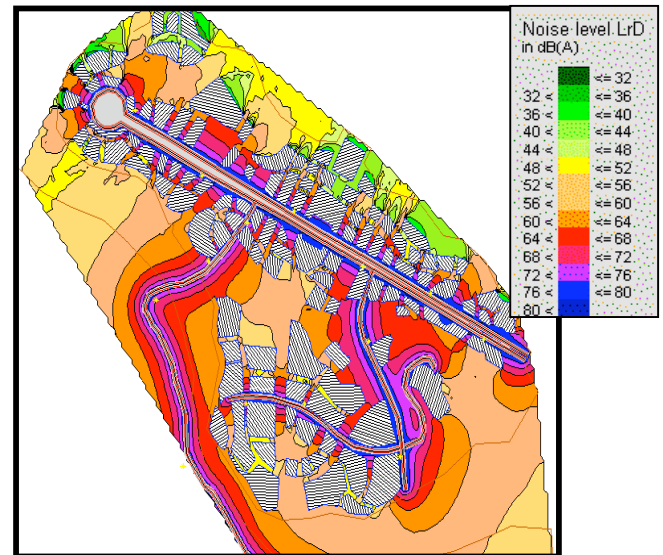 Noise level LrD
in dB(A)
<= 32
32 < <= 36
36 < <= 40
40 < <= 44
44 < <= 48
48 < <= 52
52 < <= 56
56 < <= 60
60 < <= 64
64 < <= 68
68 < <= 72
72 < <= 76
76 < <= 80
80 <